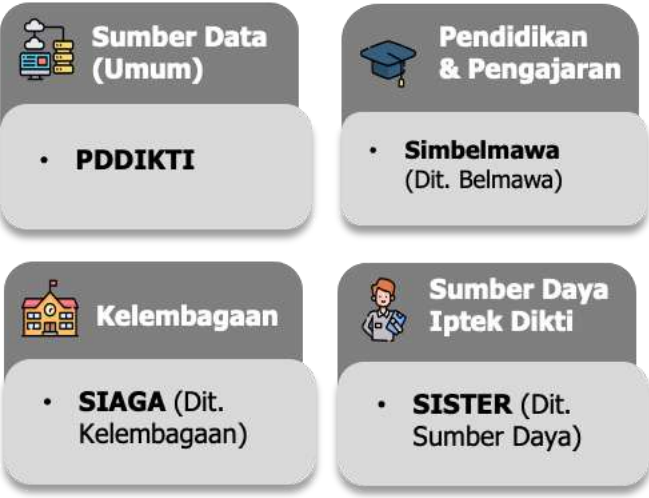 Sumber Data
(Umum)
• PDDIKTI
Pendidikan
& Pengajaran
• Simbelmawa
(Dit. Belmawa)
Kelembagaan
• SIAGA (Dit.
Kelembagaan)
Sumber Daya
Iptek Dikti
• SISTER (Dit.
Sumber Daya)